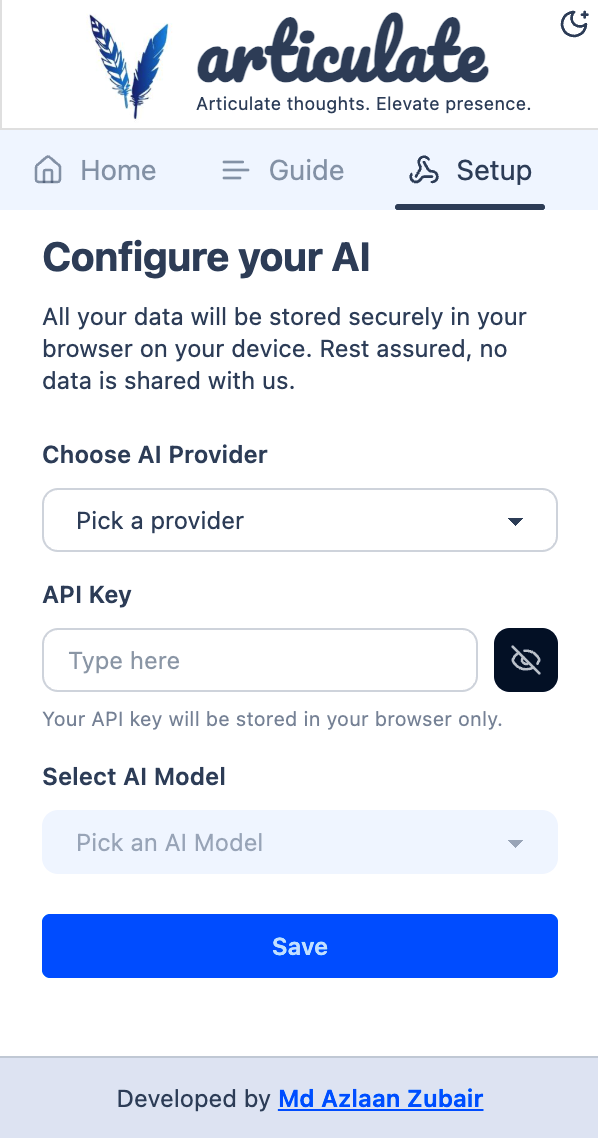 articulate
Articulate thoughts. Elevate presence.
Home
Guide
Setup
Configure your AI
All your data will be stored securely in your
browser on your device. Rest assured, no
data is shared with us.
Choose AI Provider
Pick a provider
API Key
Type here
Your API key will be stored in your browser only.
Select AI Model
Pick an AI Model
Save
Developed by Md Azlaan Zubair